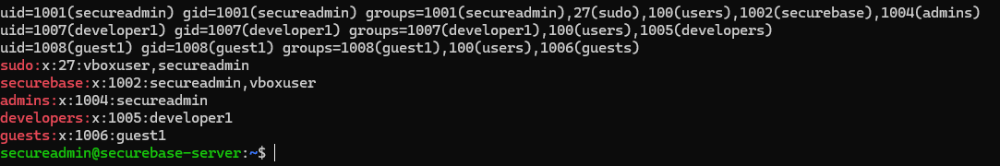 uid=1001(secureadmin) gid=1001(secureadmin) groups=1001(secureadmin),27(sudo),100(users),1002(securebase),1004(admins)
uid=1007(developer1) gid=1007(developer1) groups=1007(developer1),100(users),1005(developers)
uid=1008(guest1) gid=1008(guest1) groups=1008(guest1),100(users),1006(guests)
sudo:x:27:vboxuser,secureadmin
securebase:x:1002:secureadmin,vboxuser
admins:x:1004:secureadmin
developers:x:1005:developer1
guests:x:1006:guest1
secureadmin@securebase-server:~$